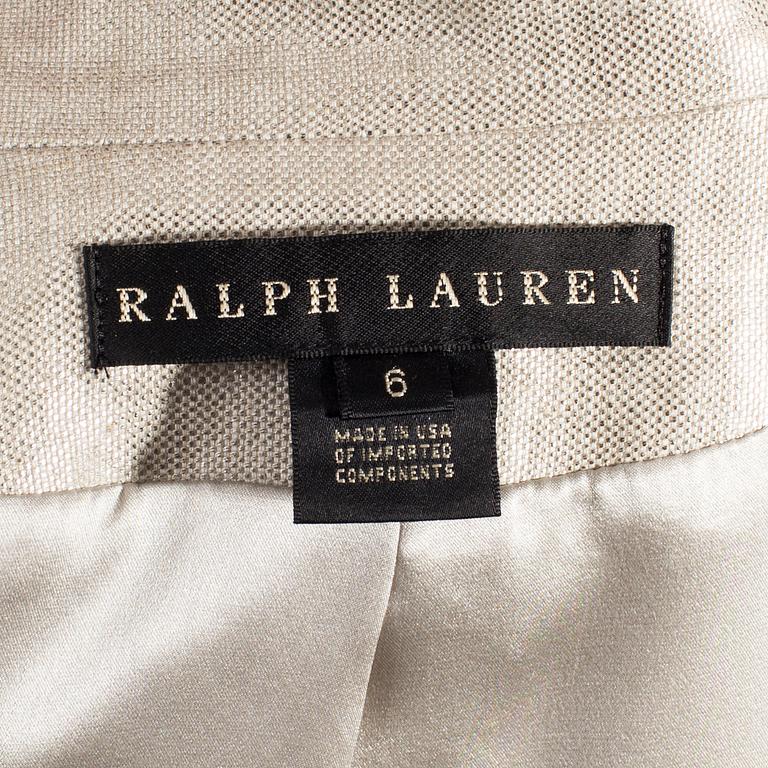 RALPH LAUREN
6
MADE IN USA
OF IMPORTED
COMPONENTS